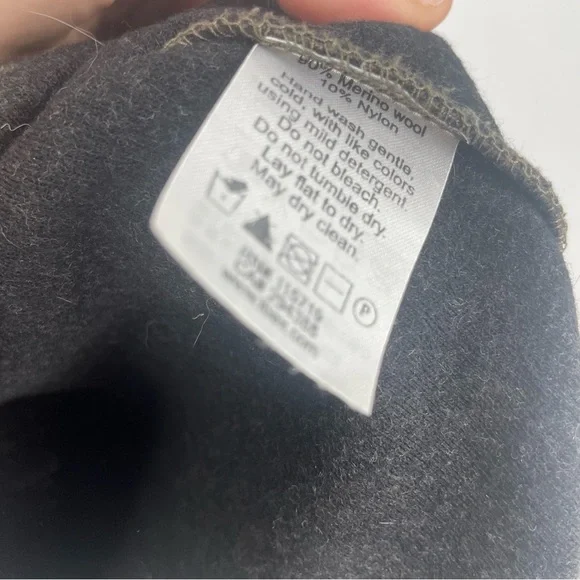 90% Merino wool
10% Nylon
Hand wash gentle,
cold, with like colors
using mild detergent
Do not bleach.
Do not tumble dry.
Lay flat to dry.
May dry clean.
P